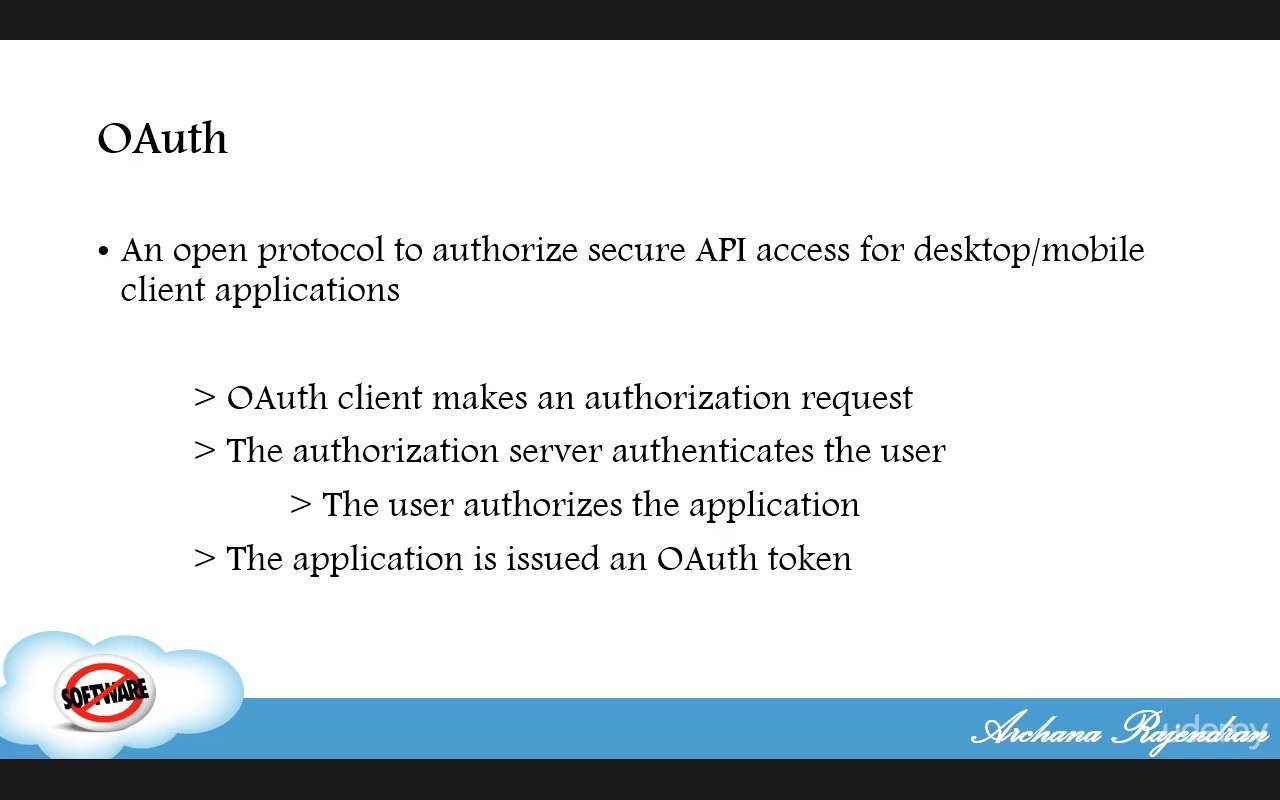 OAuth
• An open protocol to authorize secure API access for desktop/mobile
client applications
> OAuth client makes an authorization request
> The authorization server authenticates the user
> The user authorizes the application
> The application is issued an OAuth token
SOFTWARE
Archana Rajendran
udemy